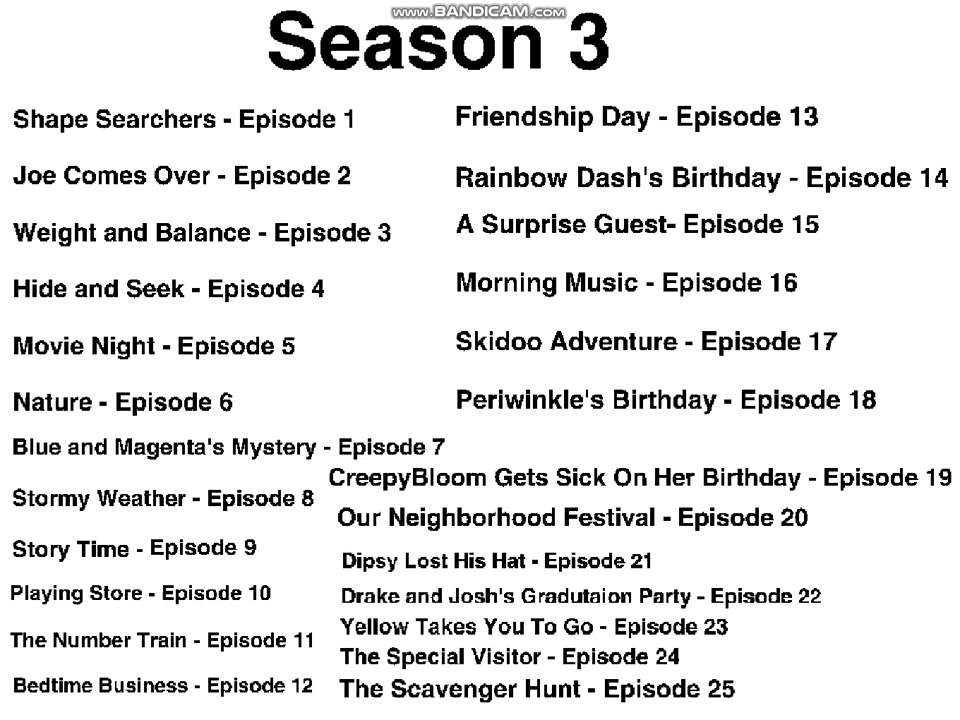 www.BANDICAM.com
Season 3
Shape Searchers - Episode 1
Joe Comes Over - Episode 2
Weight and Balance - Episode 3
Hide and Seek - Episode 4
Movie Night - Episode 5
Nature - Episode 6
Blue and Magenta's Mystery - Episode 7
Stormy Weather - Episode 8
Story Time - Episode 9
Playing Store - Episode 10
The Number Train - Episode 11
Bedtime Business - Episode 12
Friendship Day - Episode 13
Rainbow Dash's Birthday - Episode 14
A Surprise Guest- Episode 15
Morning Music - Episode 16
Skidoo Adventure - Episode 17
Periwinkle's Birthday - Episode 18
CreepyBloom Gets Sick On Her Birthday - Episode 19
Our Neighborhood Festival - Episode 20
Dipsy Lost His Hat - Episode 21
Drake and Josh's Gradutaion Party - Episode 22
Yellow Takes You To Go - Episode 23
The Special Visitor - Episode 24
The Scavenger Hunt - Episode 25